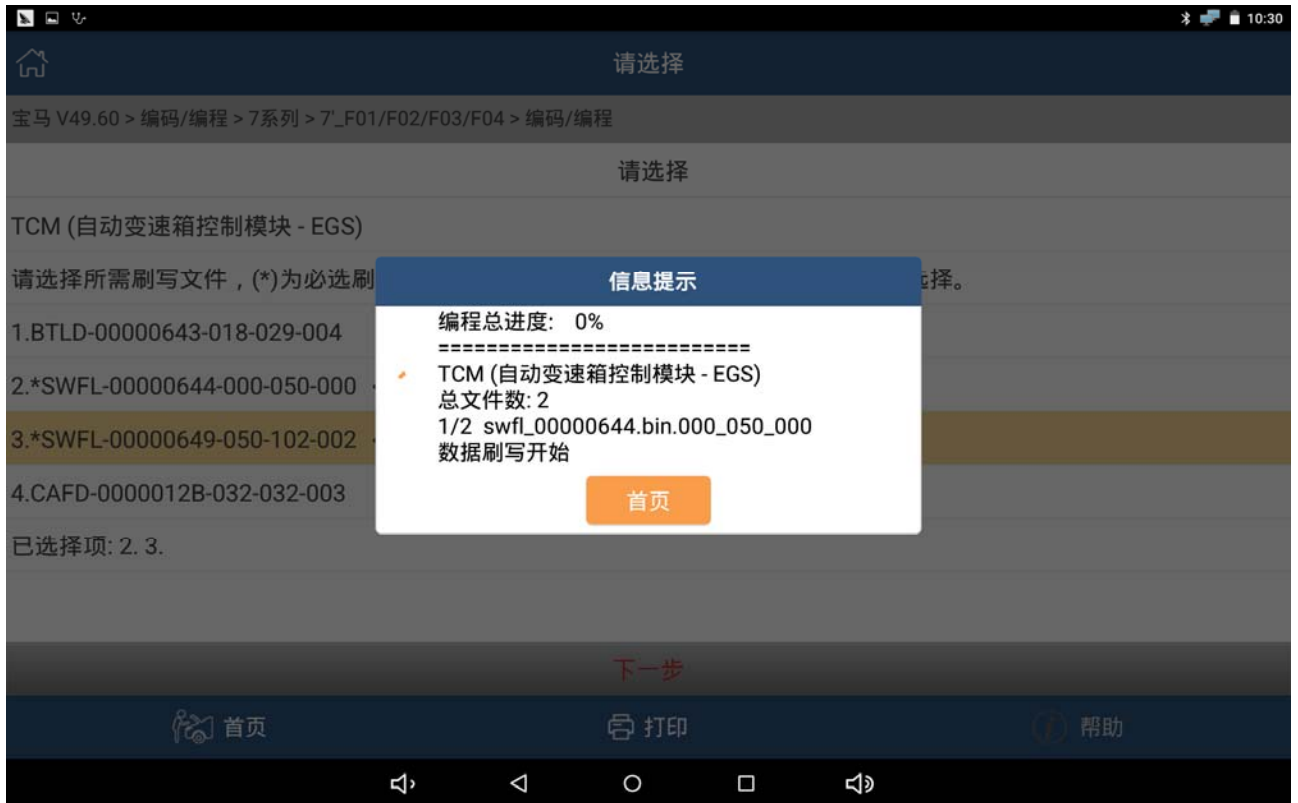 10:30
请选择
宝马 V49.60 > 编码/编程 > 7系列 > 7'_F01/F02/F03/F04 > 编码/编程
请选择
TCM (自动变速箱控制模块 - EGS)
请选择所需刷写文件，(*)为必选刷
择。
1.BTLD-00000643-018-029-004
2.*SWFL-00000644-000-050-000
3.*SWFL-00000649-050-102-002
4.CAFD-0000012B-032-032-003
已选择项: 2. 3.
信息提示
编程总进度: 0%
==========================
TCM (自动变速箱控制模块 - EGS)
总文件数: 2
1/2 swfl_00000644.bin.000_050_000
数据刷写开始
首页
下一步
首页
打印
帮助